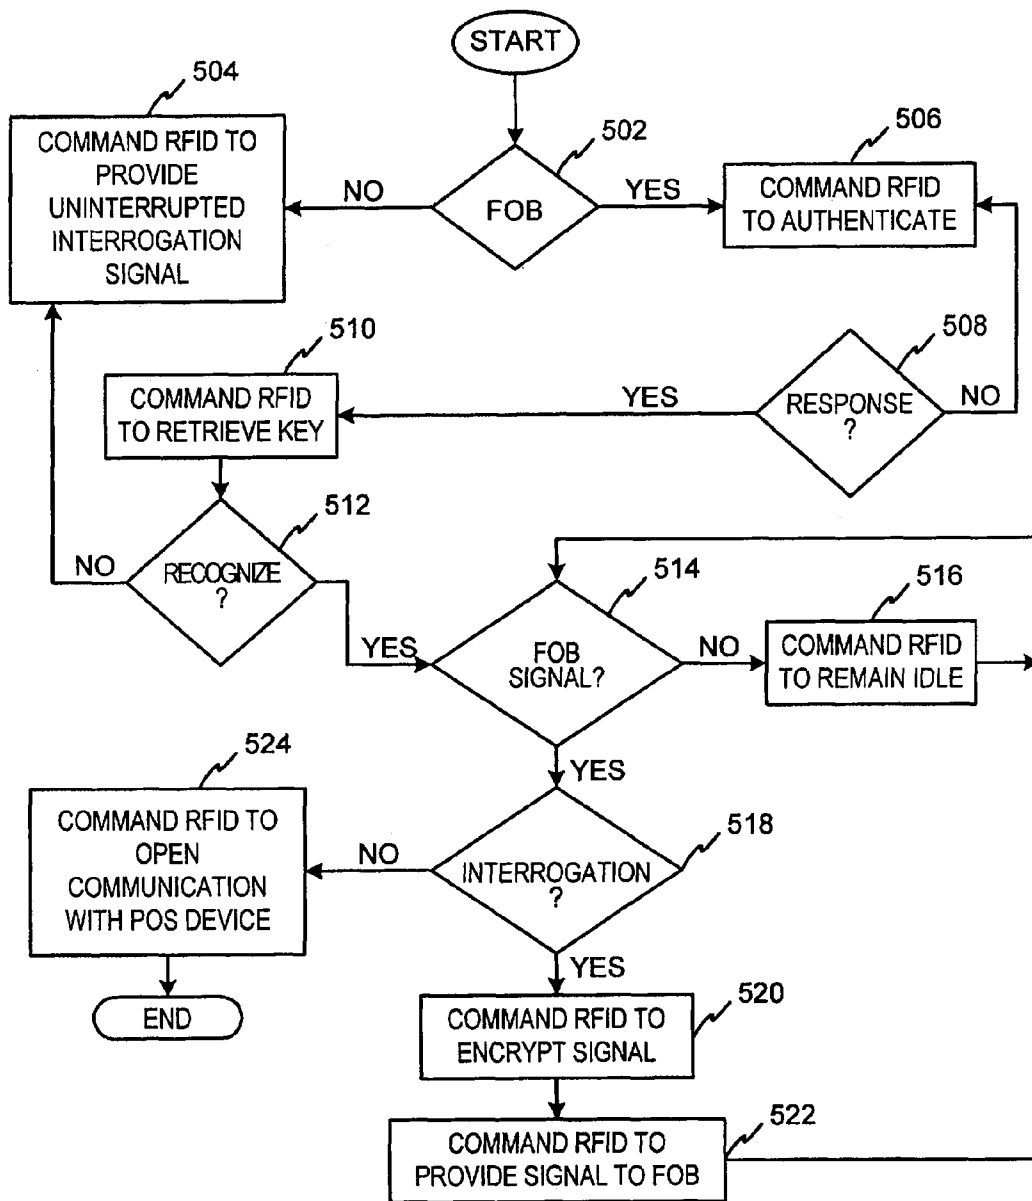 START
504
COMMAND RFID TO
PROVIDE
UNINTERRUPTED
INTERROGATION
SIGNAL
NO
502
FOB
YES
506
COMMAND RFID
TO AUTHENTICATE
510
COMMAND RFID
TO RETRIEVE KEY
YES
508
RESPONSE
?
NO
512
NO
RECOGNIZE
?
YES
514
FOB
SIGNAL?
NO
516
COMMAND RFID
TO REMAIN IDLE
YES
524
COMMAND RFID TO
OPEN
COMMUNICATION
WITH POS DEVICE
NO
518
INTERROGATION
?
YES
END
520
COMMAND RFID TO
ENCRYPT SIGNAL
522
COMMAND RFID TO
PROVIDE SIGNAL TO FOB